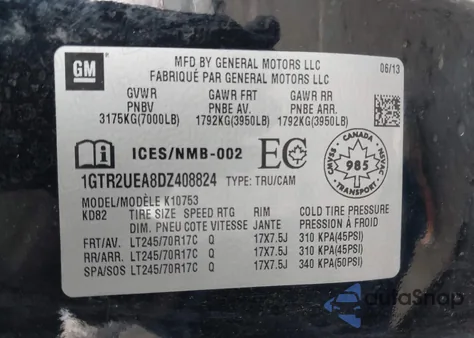 GM
MFD BY GENERAL MOTORS LLC
FABRIQUÉ PAR GENERAL MOTORS LLC
06/13
GVWR GAWR FRT GAWR RR
PNBV PNBE AV. PNBE ARR.
3175KG(7000LB) 1792KG(3950LB) 1792KG(3950LB)
i ICES/NMB-002 EC
CANADA
CMVSS 985 NSVAC
TRANSPORT
1GTR2UEA8DZ408824 TYPE: TRU/CAM
MODEL/MODÈLE K10753
KD82 TIRE SIZE SPEED RTG RIM COLD TIRE PRESSURE
DIM. PNEU COTE VITESSE JANTE PRESSION À FROID
FRT/AV. LT245/70R17C Q 17X7.5J 310 KPA(45PSI)
RR/ARR. LT245/70R17C Q 17X7.5J 310 KPA(45PSI)
SPA/SOS LT245/70R17C Q 17X7.5J 340 KPA(50PSI)
autoSnap